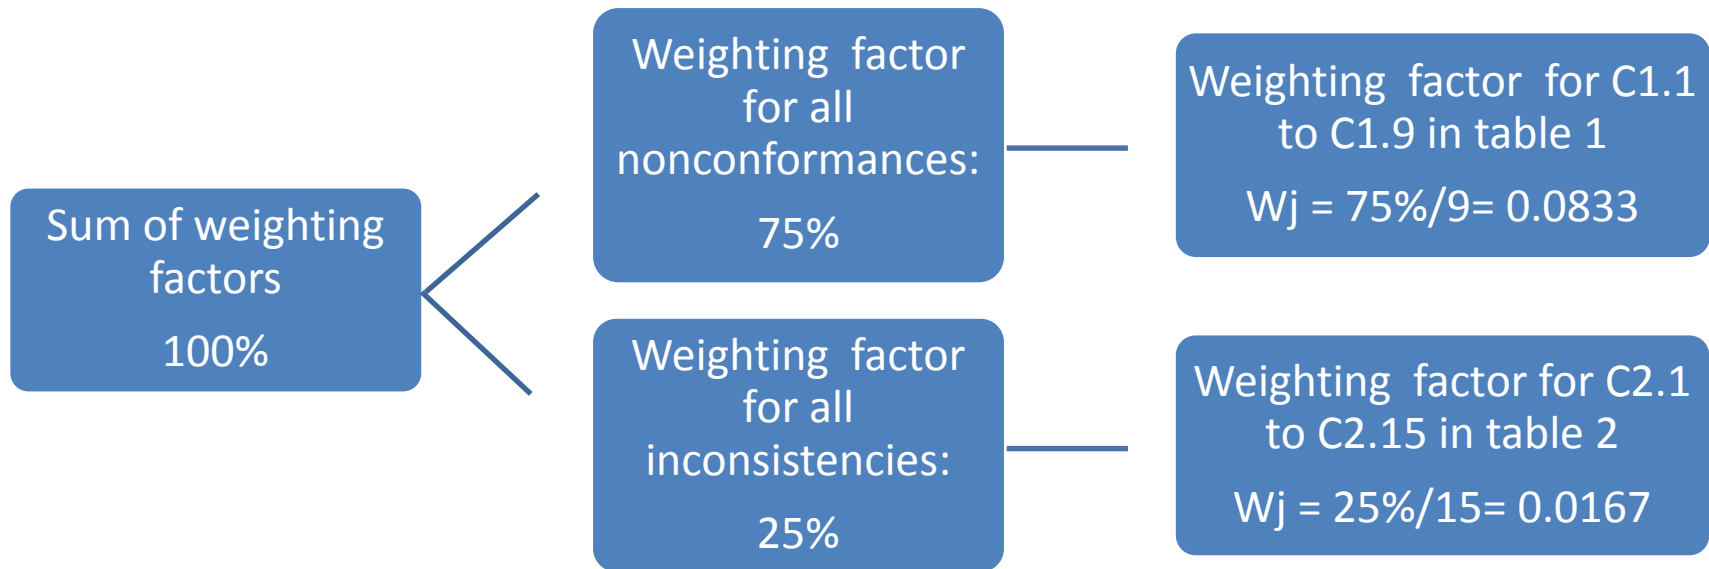 Sum of weighting
factors
100%
Weighting factor
for all
nonconformances:
75%
Weighting factor for C1.1
to C1.9 in table 1
Wj = 75%/9= 0.0833
Weighting factor
for all
inconsistencies:
25%
Weighting factor for C2.1
to C2.15 in table 2
Wj = 25%/15= 0.0167